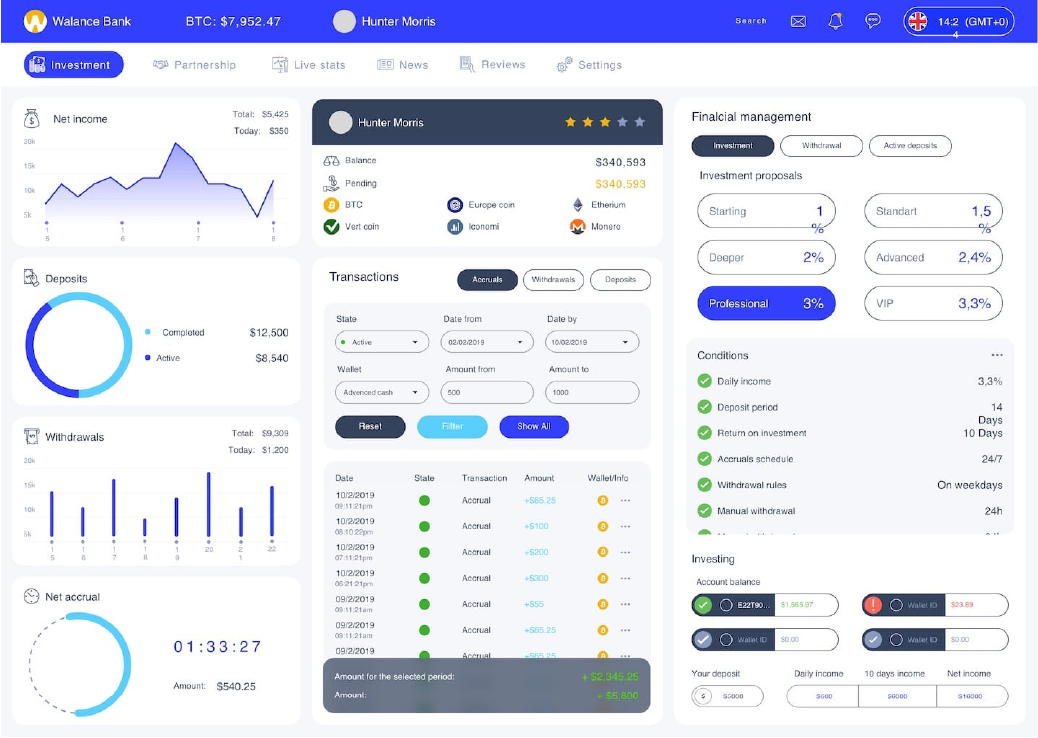 Walance Bank
BTC: $7,952.47
Hunter Morris
Search
14:2
4
(GMT+0)
Investment
Partnership
Live stats
News
Reviews
Settings
Net income
Total: $5,425
Today: $350
20k
15k
10k
5k
1
5
1
6
1
7
1
8
Deposits
Completed $12,500
Active $8,540
Withdrawals
Total: $9,309
Today: $1,200
20k
15k
10k
5k
1
5
1
6
1
7
1
8
1
9
20
2
1
22
Net accrual
01:33:27
Amount: $540.25
Hunter Morris
Balance $340,593
Pending $340,593
BTC
Europe coin
Etherium
Vert coin
Iconomi
Monero
Transactions
Accruals
Withdrawals
Deposits
State
Date from
Date by
Active
02/02/2019
10/02/2019
Wallet
Amount from
Amount to
Advenced cash
500
1000
Reset
Filter
Show All
Date State Transaction Amount Wallet/Info
10/2/2019
09:11:21pm
Accrual +$65.25
10/2/2019
08:10:22pm
Accrual +$100
10/2/2019
07:11:21pm
Accrual +$200
10/2/2019
06:21:21pm
Accrual +$300
09/2/2019
09:11:21am
Accrual +$55
09/2/2019
09:11:21am
Accrual +$65.25
09/2/2019
Accrual +$65.25
Amount for the selected period: + $2,345.25
Amount: + $5,600
Finalcial management
Investment
Withdrawal
Active deposits
Investment proposals
Starting 1
%
Standart 1,5
%
Deeper 2%
Advanced 2,4%
Professional 3%
VIP 3,3%
Conditions
Daily income 3,3%
Deposit period 14
Days
Return on investment 10 Days
Accruals schedule 24/7
Withdrawal rules On weekdays
Manual withdrawal 24h
Investing
Account balance
E22T90... $1,565.97
Wallet ID $23.89
Wallet ID $0.00
Wallet ID $0.00
Your deposit
Daily income
10 days income
Net income
$ $5000
$600
$6000
$16000